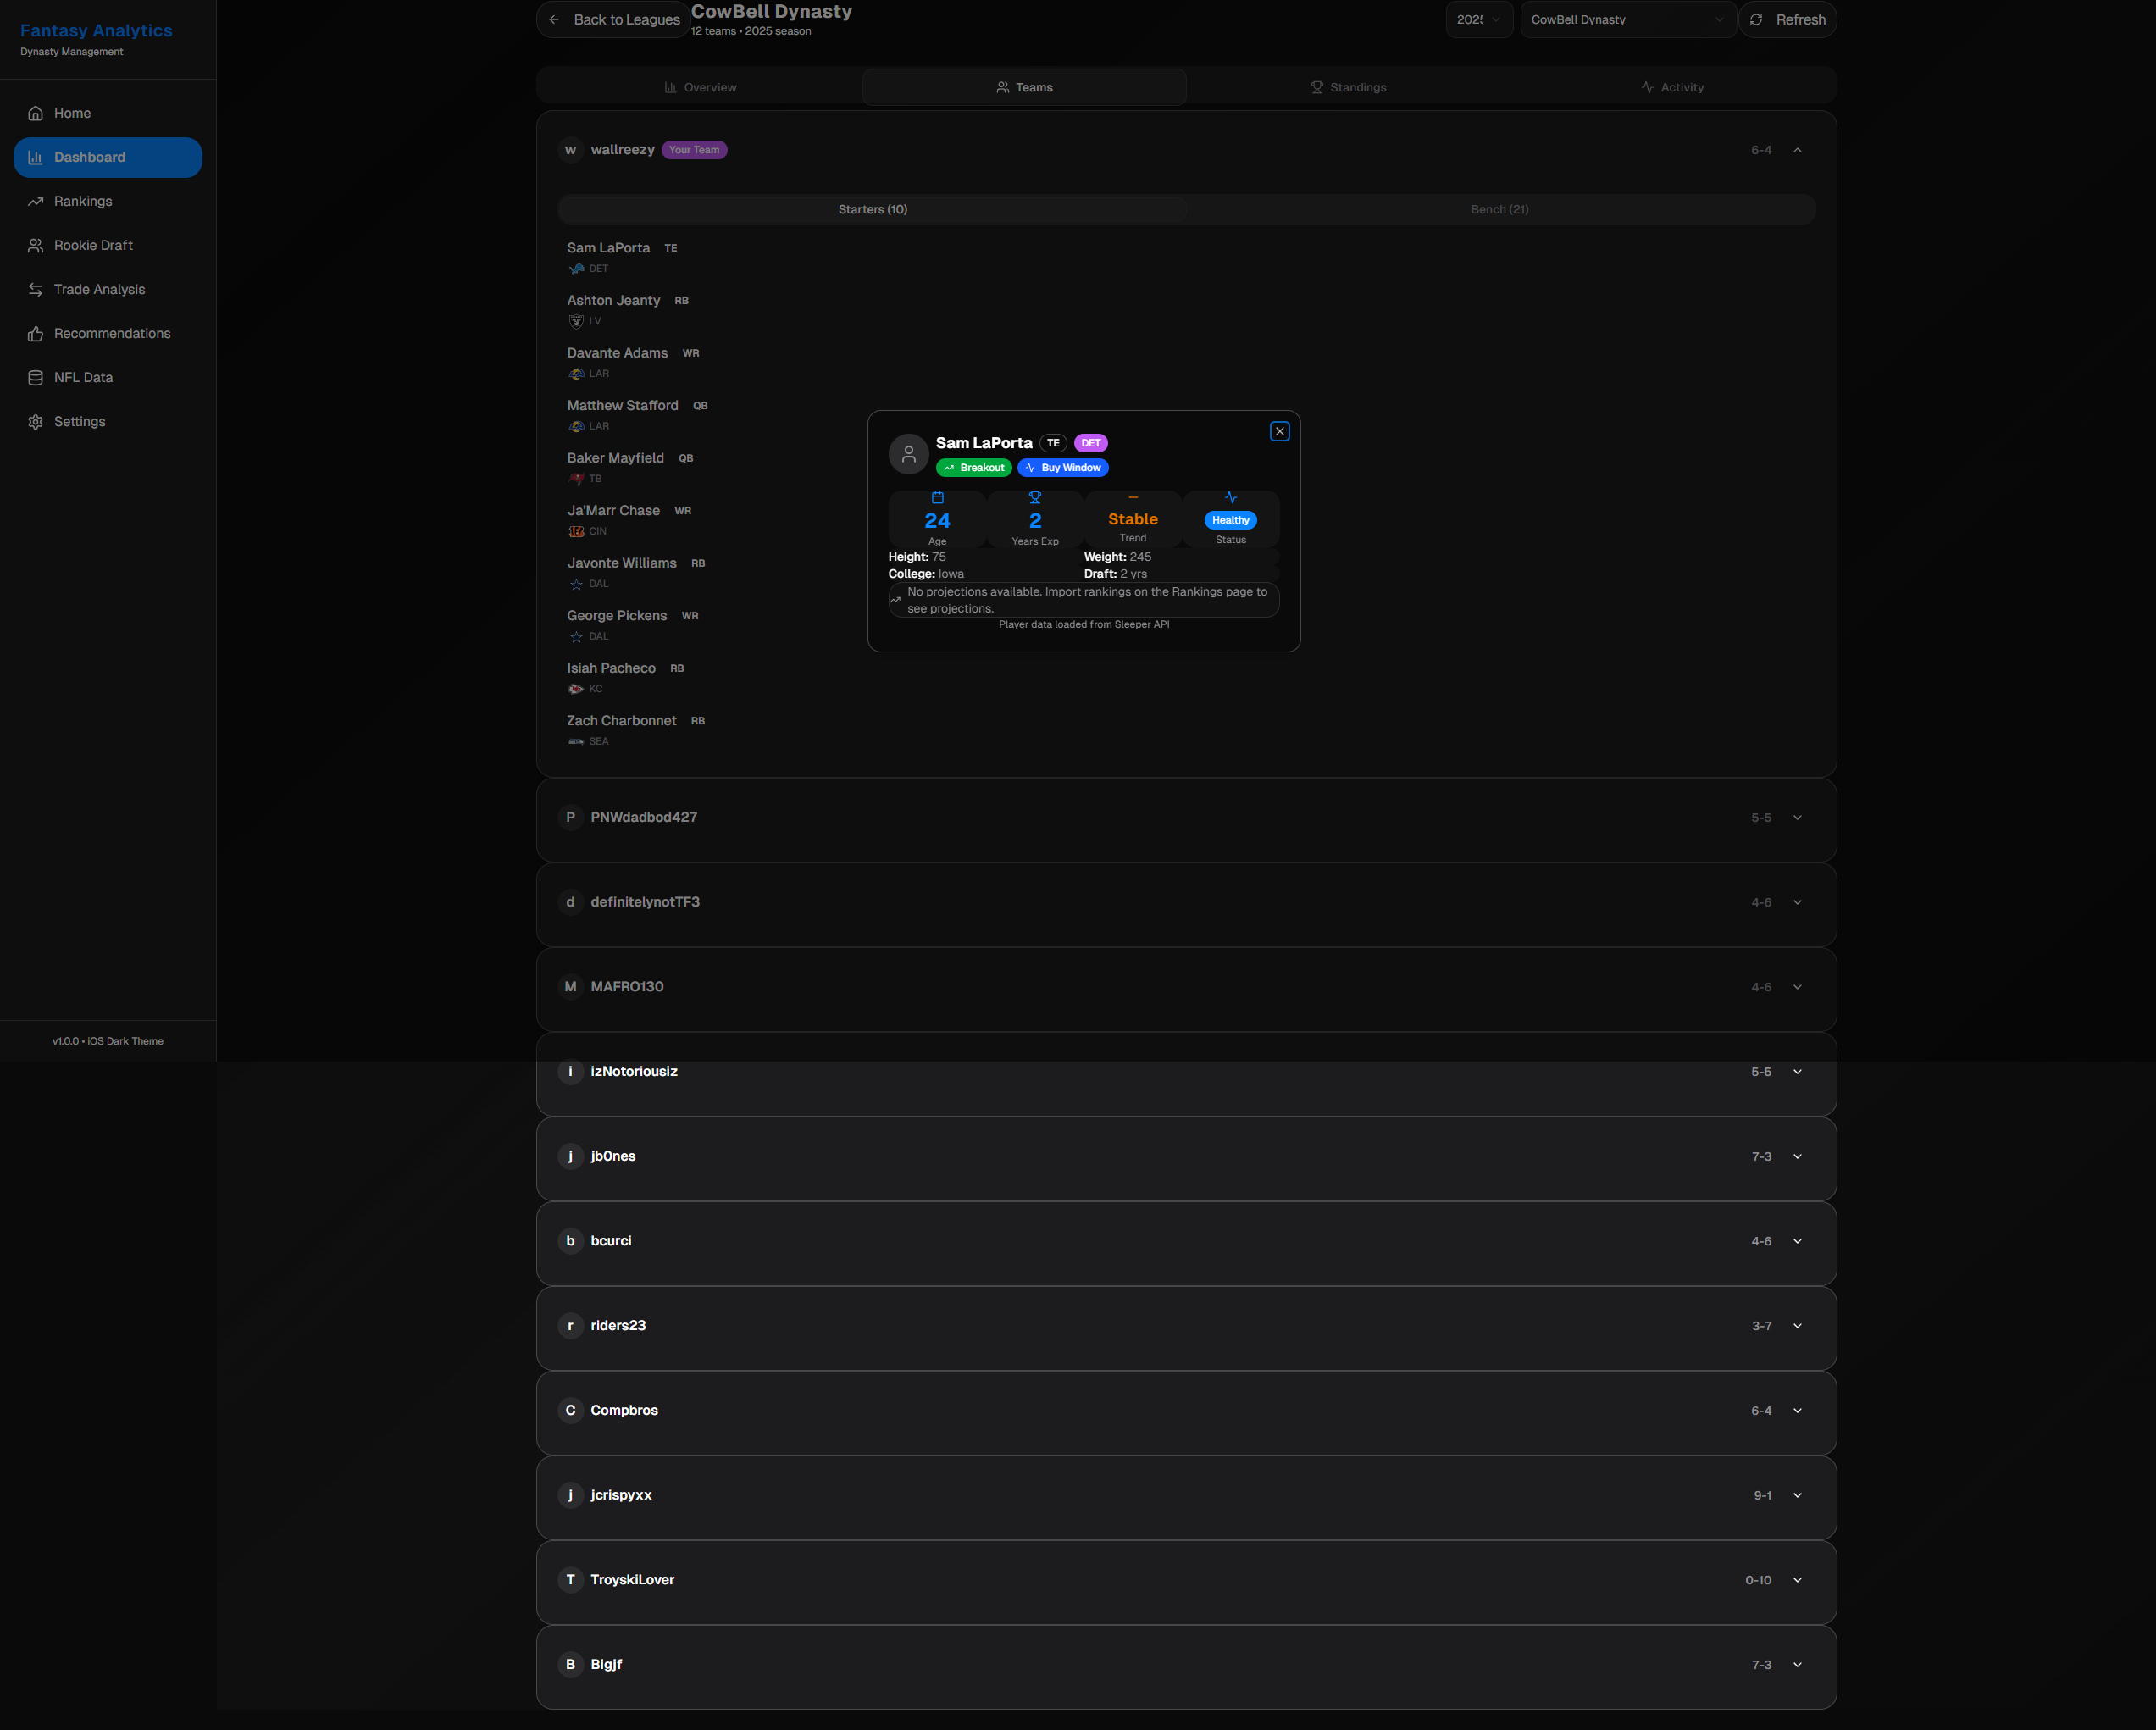 Fantasy Analytics
Dynasty Management
Home
Dashboard
Rankings
Rookie Draft
Trade Analysis
Recommendations
NFL Data
Settings
v1.0.0 • iOS Dark Theme
Back to Leagues
CowBell Dynasty
12 teams • 2025 season
CowBell Dynasty
Refresh
Overview
Teams
Standings
Activity
w wallreezy Your Team 6-4
Starters (10)
Bench (21)
Sam LaPorta TE
DET
Ashton Jeanty RB
LV
Davante Adams WR
LAR
Matthew Stafford QB
LAR
Baker Mayfield QB
TB
Ja'Marr Chase WR
CIN
Javonte Williams RB
DAL
George Pickens WR
DAL
Isiah Pacheco RB
KC
Zach Charbonnet RB
SEA
Sam LaPorta TE DET
Breakout Buy Window
24
Age
2
Years Exp
Stable
Trend
Healthy
Status
Height: 75
Weight: 245
College: Iowa
Draft: 2 yrs
No projections available. Import rankings on the Rankings page to
see projections.
Player data loaded from Sleeper API
P PNWdadbod427 5-5
d definitelynotTF3 4-6
M MAFRO130 4-6
i izNotoriousiz 5-5
j jb0nes 7-3
b bcurci 4-6
r riders23 3-7
C Compbros 6-4
j jcrispyxx 9-1
T TroyskiLover 0-10
B Bigjf 7-3